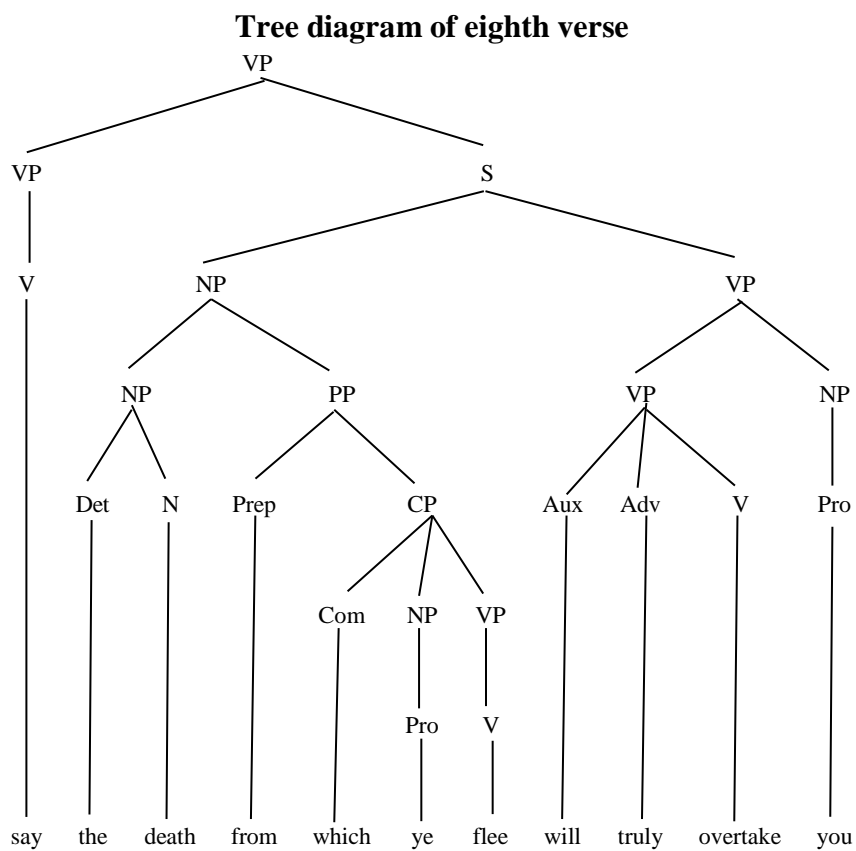 Tree diagram of eighth verse
VP
VP S
V NP VP
NP PP VP NP
Det N Prep CP Aux Adv V Pro
Com NP VP
Pro V
say the death from which ye flee will truly overtake you